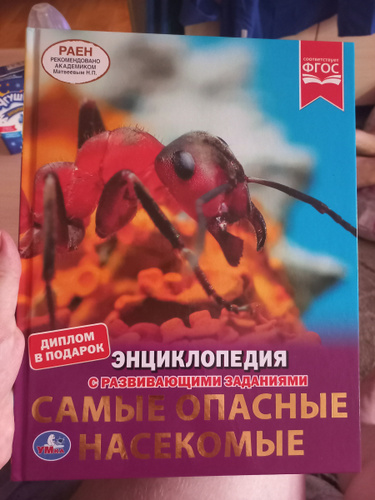 РАЕН
РЕКОМЕНДОВАНО
АКАДЕМИКОМ
Матвеевым Н.П.
соответствует
ФГОС
ДИПЛОМ
В ПОДАРОК
ЭНЦИКЛОПЕДИЯ
С РАЗВИВАЮЩИМИ ЗАДАНИЯМИ
САМЫЕ ОПАСНЫЕ
НАСЕКОМЫЕ
УМка